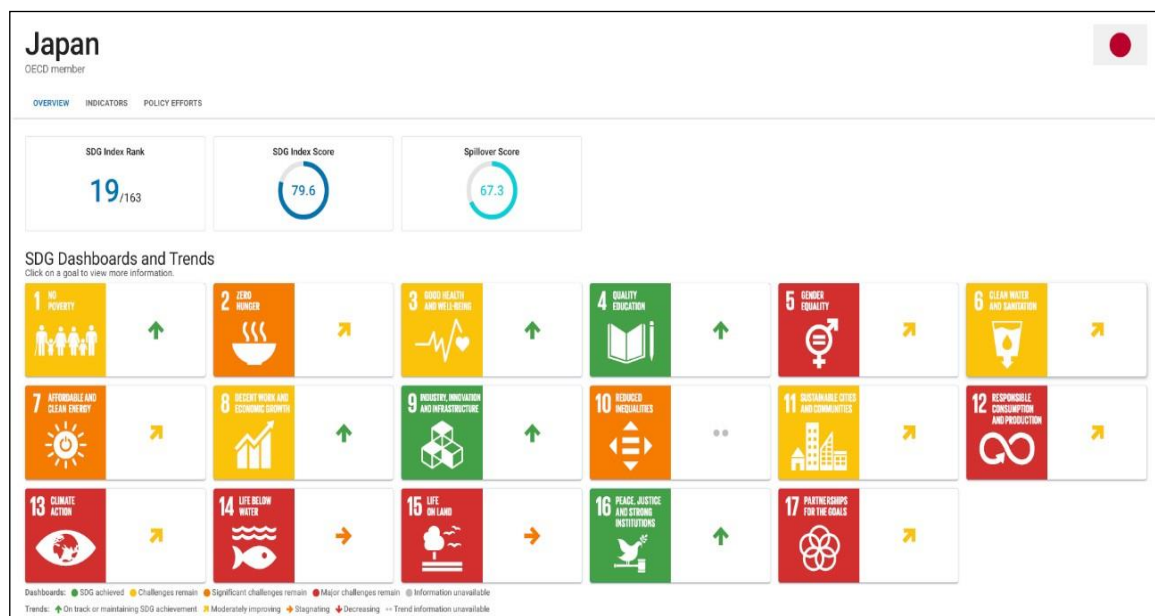 Japan
OECD member
OVERVIEW INDICATORS POLICY EFFORTS
SDG Index Rank
19/163
SDG Index Score
79.6
Spillover Score
67.3
SDG Dashboards and Trends
Click on a goal to view more information.
1 NO
POVERTY
2 ZERO
HUNGER
3 GOOD HEALTH
AND WELL-BEING
4 QUALITY
EDUCATION
5 GENDER
EQUALITY
6 CLEAN WATER
AND SANITATION
7 AFFORDABLE AND
CLEAN ENERGY
8 DECENT WORK AND
ECONOMIC GROWTH
9 INDUSTRY, INNOVATION
AND INFRASTRUCTURE
10 REDUCED
INEQUALITIES
11 SUSTAINABLE CITIES
AND COMMUNITIES
12 RESPONSIBLE
CONSUMPTION
AND PRODUCTION
13 CLIMATE
ACTION
14 LIFE BELOW
WATER
15 LIFE
ON LAND
16 PEACE, JUSTICE
AND STRONG
INSTITUTIONS
17 PARTNERSHIPS
FOR THE GOALS
Dashboards: SDG achieved Challenges remain Significant challenges remain Major challenges remain Information unavailable
Trends: On track or maintaining SDG achievement Moderately improving Stagnating Decreasing Trend information unavailable